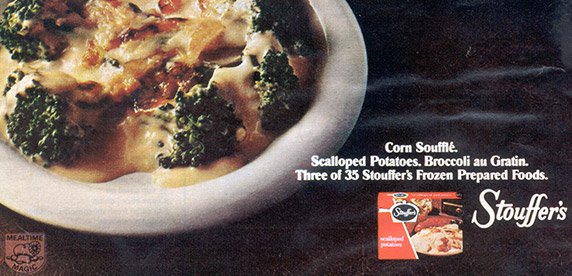 Corn Soufflé.
Scalloped Potatoes. Broccoli au Gratin.
Three of 35 Stouffer's Frozen Prepared Foods.
Stouffer's
Stouffer's
scalloped
potatoes
MEALTIME
MAGIC